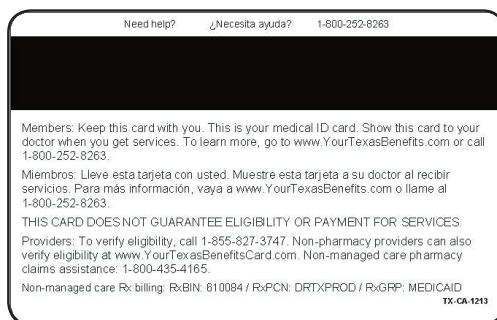 Need help? ¿Necesita ayuda? 1-800-252-8263
Members: Keep this card with you. This is your medical ID card. Show this card to your
doctor when you get services. To learn more, go to www.YourTexasBenefits.com or call
1-800-252-8263.
Miembros: Lleve esta tarjeta con usted. Muestre esta tarjeta a su doctor al recibir
servicios. Para más información, vaya a www.YourTexasBenefits.com o llame al
1-800-252-8263.
THIS CARD DOES NOT GUARANTEE ELIGIBILITY OR PAYMENT FOR SERVICES.
Providers: To verify eligibility, call 1-855-827-3747. Non-pharmacy providers can also
verify eligibility at www.YourTexasBenefitsCard.com. Non-managed care pharmacy
claims assistance: 1-800-435-4165.
Non-managed care Rx billing: RxBIN: 610084 / RxPCN: DRTXPROD / RxGRP: MEDICAID
TX-CA-1213